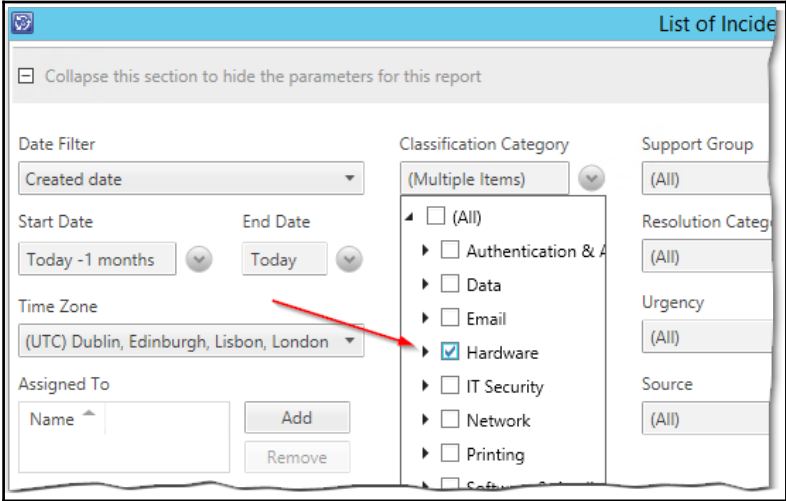 List of Incide
Collapse this section to hide the parameters for this report
Date Filter
Created date
Start Date
End Date
Today -1 months
Today
Time Zone
(UTC) Dublin, Edinburgh, Lisbon, London
Assigned To
Name
Add
Remove
Classification Category
(Multiple Items)
(All)
Authentication & A
Data
Email
Hardware
IT Security
Network
Printing
Support Group
(All)
Resolution Categ
(All)
Urgency
(All)
Source
(All)